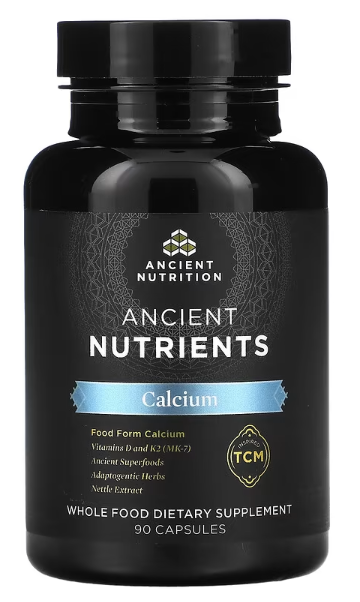 ANCIENT
NUTRITION
ANCIENT
NUTRIENTS
Calcium
Food Form Calcium
Vitamins D and K2 (MK-7)
Ancient Superfoods
Adaptogenic Herbs
Nettle Extract
INSPIRED
TCM
WHOLE FOOD DIETARY SUPPLEMENT
90 CAPSULES